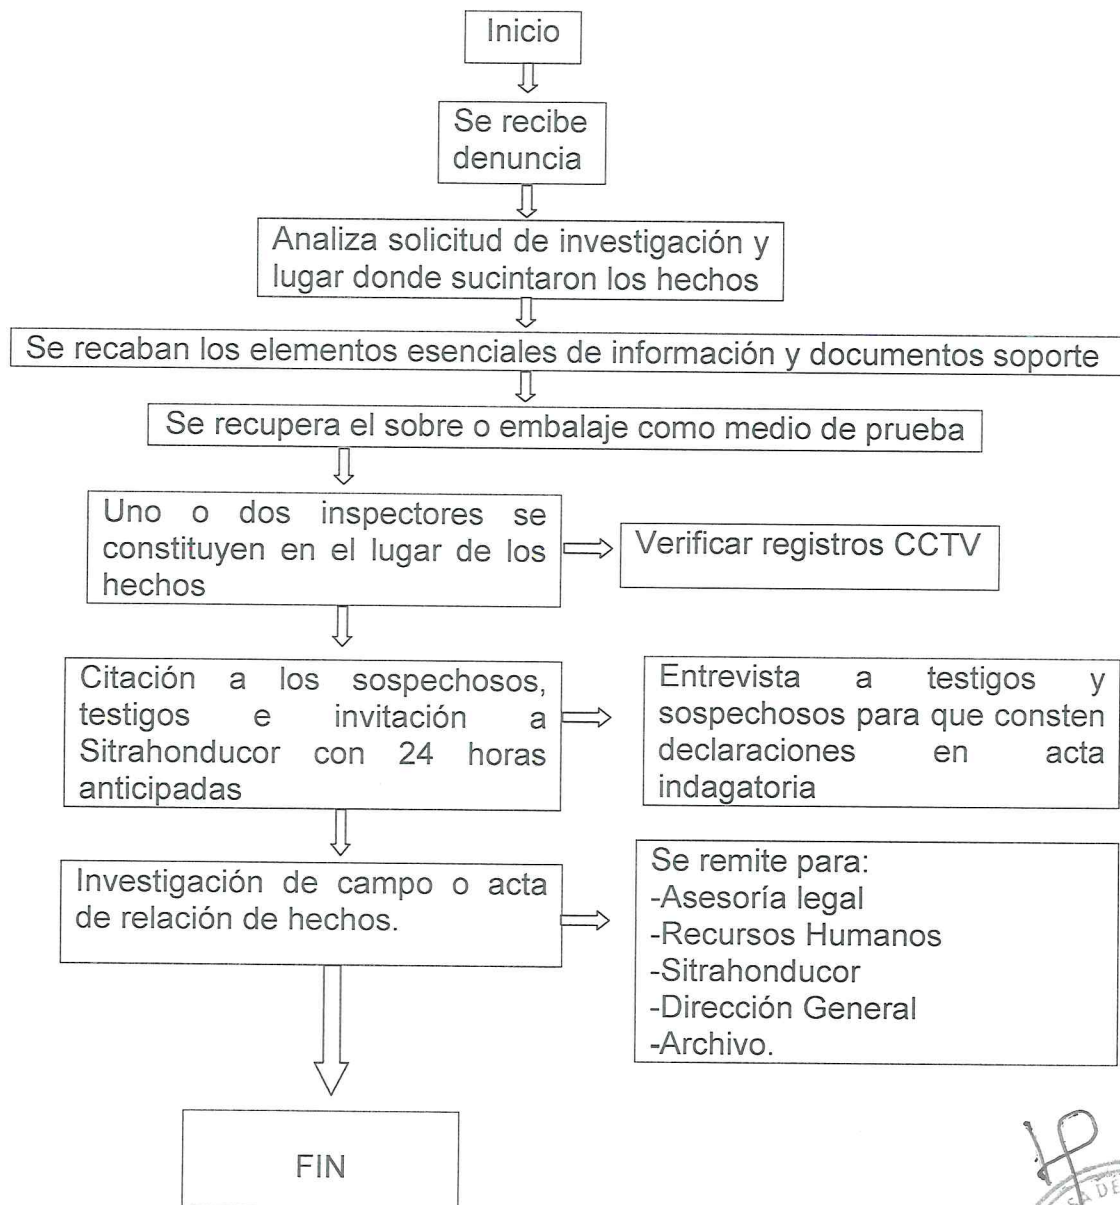 Inicio
Se recibe
denuncia
Analiza solicitud de investigación y
lugar donde sucintaron los hechos
Se recaban los elementos esenciales de información y documentos soporte
Se recupera el sobre o embalaje como medio de prueba
Uno o dos inspectores se
constituyen en el lugar de los
hechos
Verificar registros CCTV
Citación a los sospechosos,
testigos e invitación a
Sitrahonducor con 24 horas
anticipadas
Entrevista a testigos y
sospechosos para que consten
declaraciones en acta
indagatoria
Investigación de campo o acta
de relación de hechos.
Se remite para:
-Asesoría legal
-Recursos Humanos
-Sitrahonducor
-Dirección General
-Archivo.
FIN